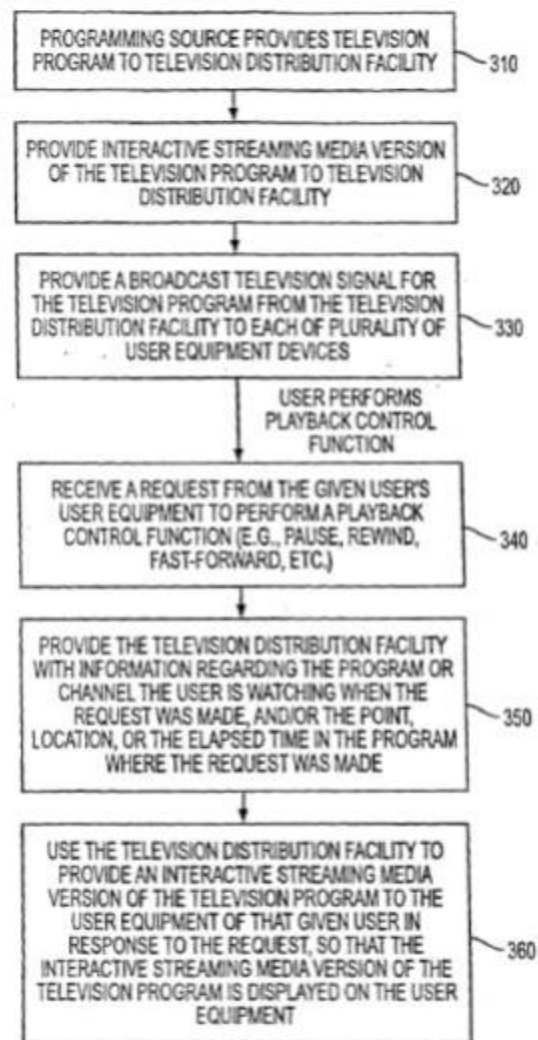 PROGRAMMING SOURCE PROVIDES TELEVISION
PROGRAM TO TELEVISION DISTRIBUTION FACILITY
310
PROVIDE INTERACTIVE STREAMING MEDIA VERSION
OF THE TELEVISION PROGRAM TO TELEVISION
DISTRIBUTION FACILITY
320
PROVIDE A BROADCAST TELEVISION SIGNAL FOR
THE TELEVISION PROGRAM FROM THE TELEVISION
DISTRIBUTION FACILITY TO EACH OF PLURALITY OF
USER EQUIPMENT DEVICES
330
USER PERFORMS
PLAYBACK CONTROL
FUNCTION
RECEIVE A REQUEST FROM THE GIVEN USER'S
USER EQUIPMENT TO PERFORM A PLAYBACK
CONTROL FUNCTION (E.G., PAUSE, REWIND,
FAST-FORWARD, ETC.)
340
PROVIDE THE TELEVISION DISTRIBUTION FACILITY
WITH INFORMATION REGARDING THE PROGRAM OR
CHANNEL THE USER IS WATCHING WHEN THE
REQUEST WAS MADE, AND/OR THE POINT,
LOCATION, OR THE ELAPSED TIME IN THE PROGRAM
WHERE THE REQUEST WAS MADE
350
USE THE TELEVISION DISTRIBUTION FACILITY TO
PROVIDE AN INTERACTIVE STREAMING MEDIA
VERSION OF THE TELEVISION PROGRAM TO THE
USER EQUIPMENT OF THAT GIVEN USER IN
RESPONSE TO THE REQUEST, SO THAT THE
INTERACTIVE STREAMING MEDIA VERSION OF THE
TELEVISION PROGRAM IS DISPLAYED ON THE USER
EQUIPMENT
360